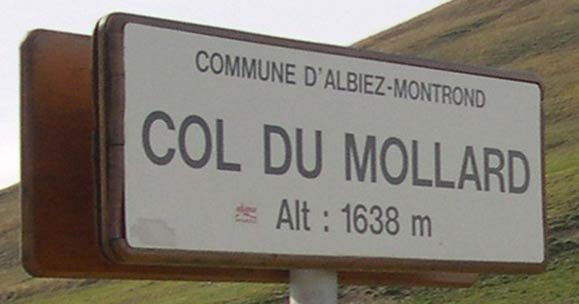 COMMUNE D'ALBIEZ-MONTROND
COL DU MOLLARD
Alt : 1638 m